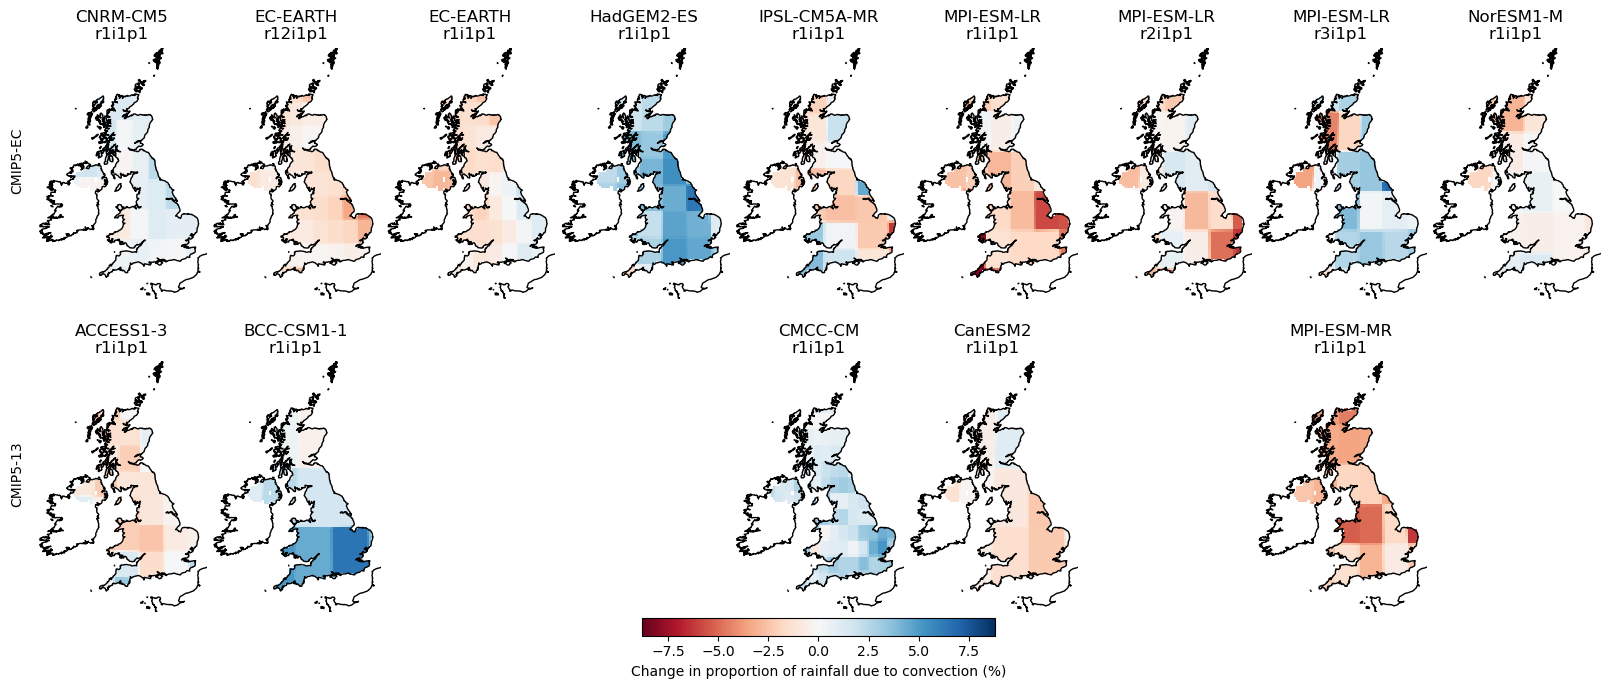 CNRM-CM5
r1i1p1
EC-EARTH
r12i1p1
EC-EARTH
r1i1p1
HadGEM2-ES
r1i1p1
IPSL-CM5A-MR
r1i1p1
MPI-ESM-LR
r1i1p1
MPI-ESM-LR
r2i1p1
MPI-ESM-LR
r3i1p1
NorESM1-M
r1i1p1
CMIP5-EC
ACCESS1-3
r1i1p1
BCC-CSM1-1
r1i1p1
CMCC-CM
r1i1p1
CanESM2
r1i1p1
MPI-ESM-MR
r1i1p1
CMIP5-13
−7.5 −5.0 −2.5 0.0 2.5 5.0 7.5
Change in proportion of rainfall due to convection (%)